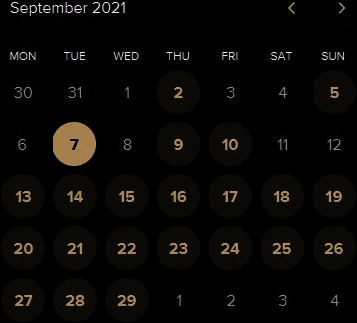 September 2021 < >
MON TUE WED THU FRI SAT SUN
30 31 1 2 3 4 5
6 7 8 9 10 11 12
13 14 15 16 17 18 19
20 21 22 23 24 25 26
27 28 29 1 2 3 4